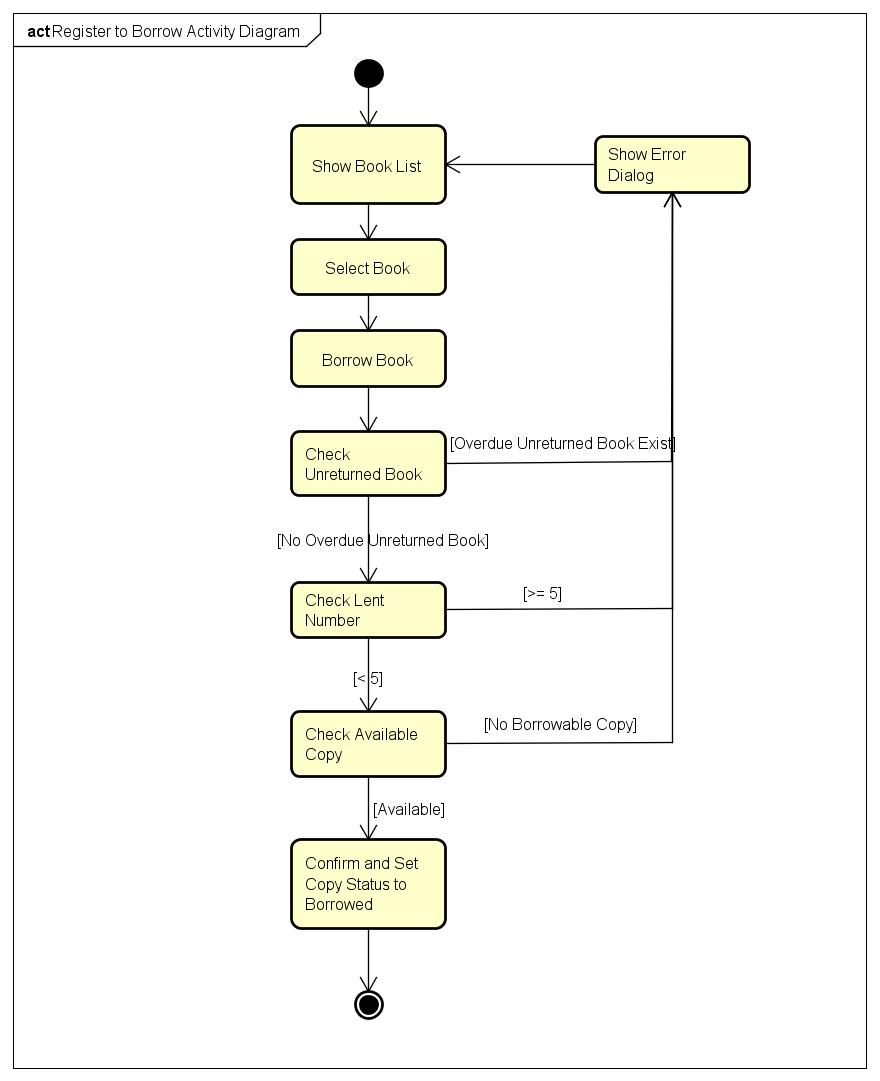 act Register to Borrow Activity Diagram
Show Book List
Show Error
Dialog
Select Book
Borrow Book
Check
Unreturned Book
[Overdue Unreturned Book Exist]
[No Overdue Unreturned Book]
Check Lent
Number
[>= 5]
[< 5]
Check Available
Copy
[No Borrowable Copy]
[Available]
Confirm and Set
Copy Status to
Borrowed